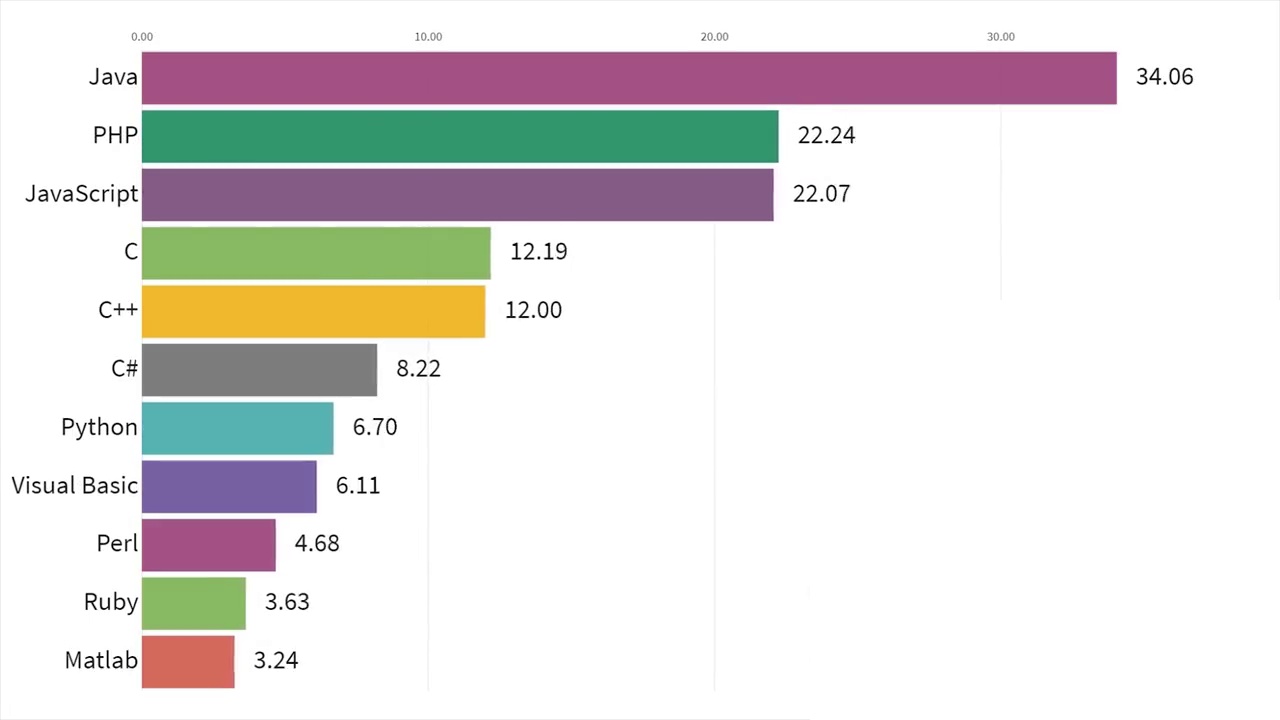 0.00 10.00 20.00 30.00
Java 34.06
PHP 22.24
JavaScript 22.07
C 12.19
C++ 12.00
C# 8.22
Python 6.70
Visual Basic 6.11
Perl 4.68
Ruby 3.63
Matlab 3.24